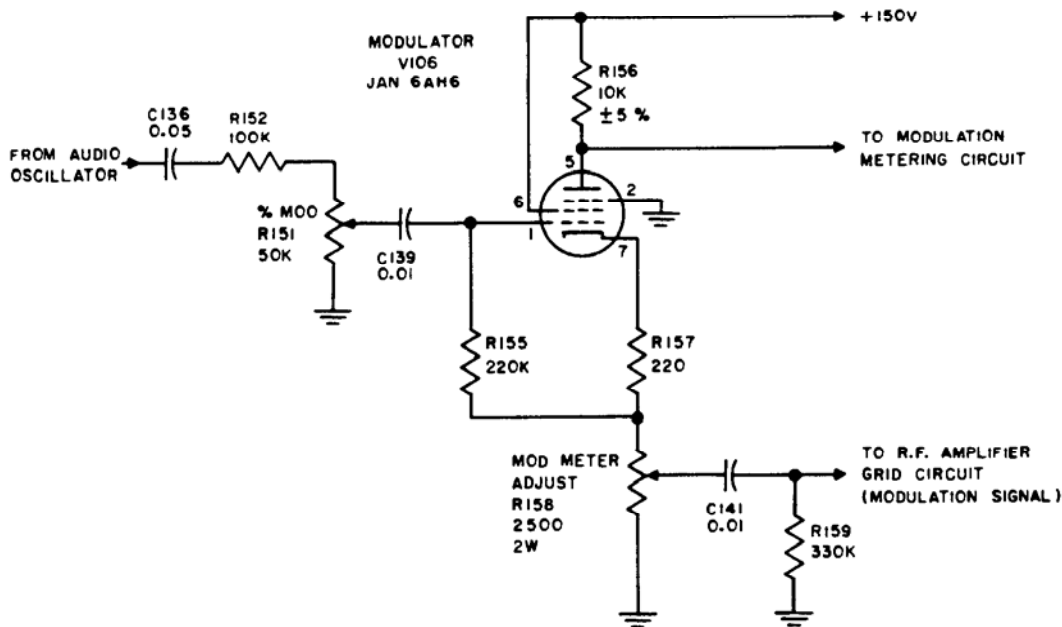 +150V
MODULATOR
V106
JAN 6AH6
R156
10K
±5 %
C136
0.05
R152
100K
FROM AUDIO
OSCILLATOR
TO MODULATION
METERING CIRCUIT
5
2
6
1
7
% MOD
R151
50K
C139
0.01
R155
220K
R157
220
MOD METER
ADJUST
R158
2500
2W
C141
0.01
TO R.F. AMPLIFIER
GRID CIRCUIT
(MODULATION SIGNAL)
R159
330K